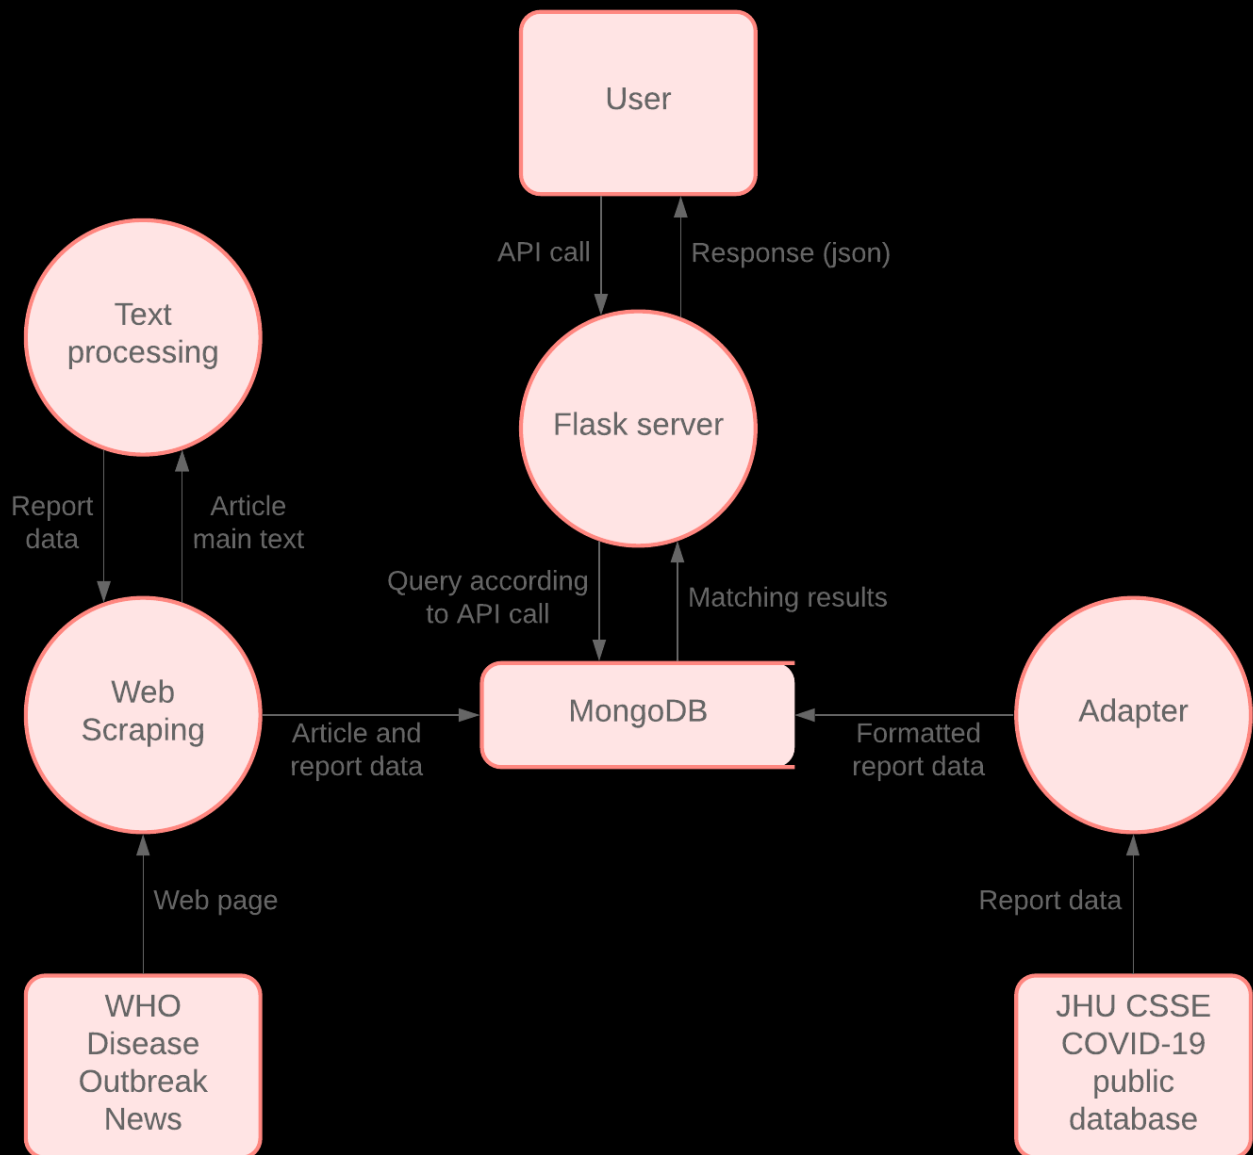 User
API call
Response (json)
Text
processing
Flask server
Report
data
Article
main text
Query according
to API call
Matching results
Web
Scraping
Article and
report data
MongoDB
Formatted
report data
Adapter
Web page
Report data
WHO
Disease
Outbreak
News
JHU CSSE
COVID-19
public
database